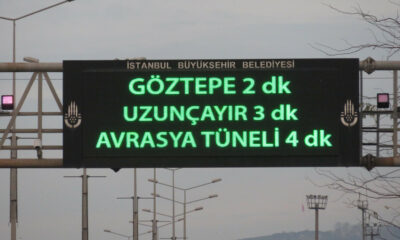 İSTANBUL BÜYÜKŞEHİR BELEDİYESİ
GÖZTEPE 2 dk
UZUNÇAYIR 3 dk
AVRASYA TÜNELİ 4 dk